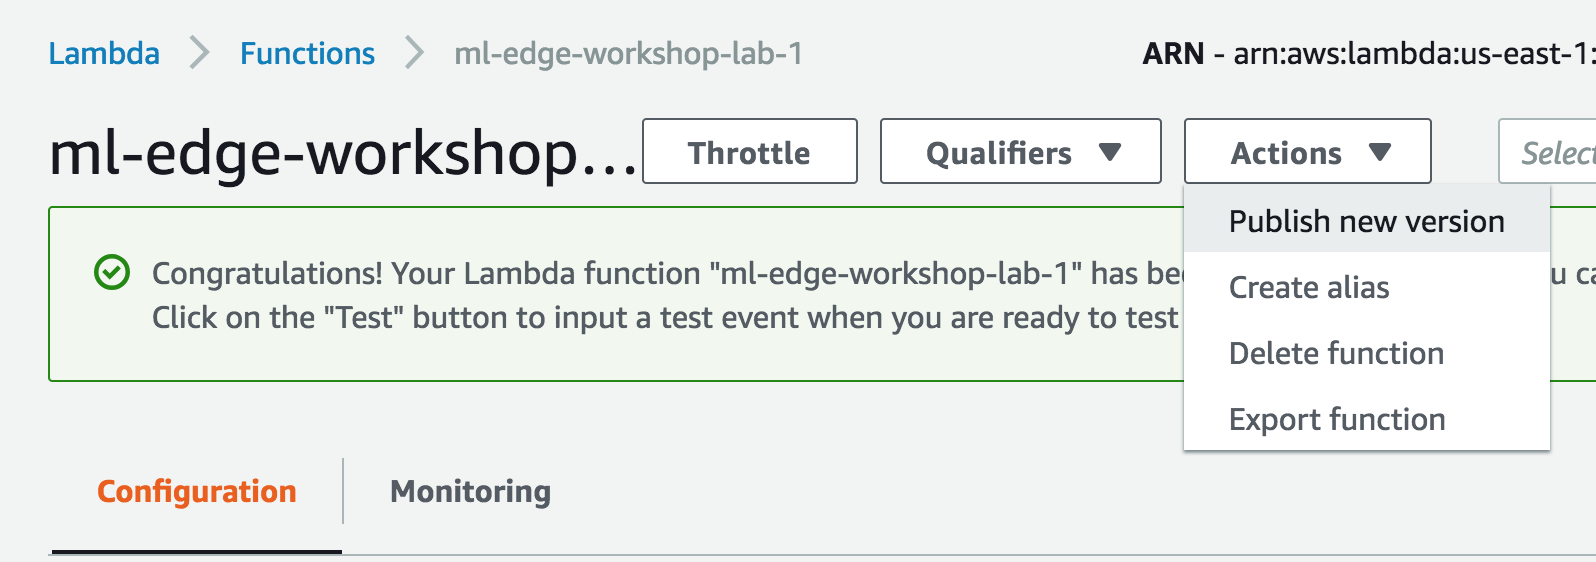 Lambda > Functions > ml-edge-workshop-lab-1
ARN - arn:aws:lambda:us-east-1:
ml-edge-workshop...
Throttle
Qualifiers
Actions
Select
Publish new version
Create alias
Delete function
Export function
Congratulations! Your Lambda function "ml-edge-workshop-lab-1" has
Click on the "Test" button to input a test event when you are ready to test
Configuration
Monitoring